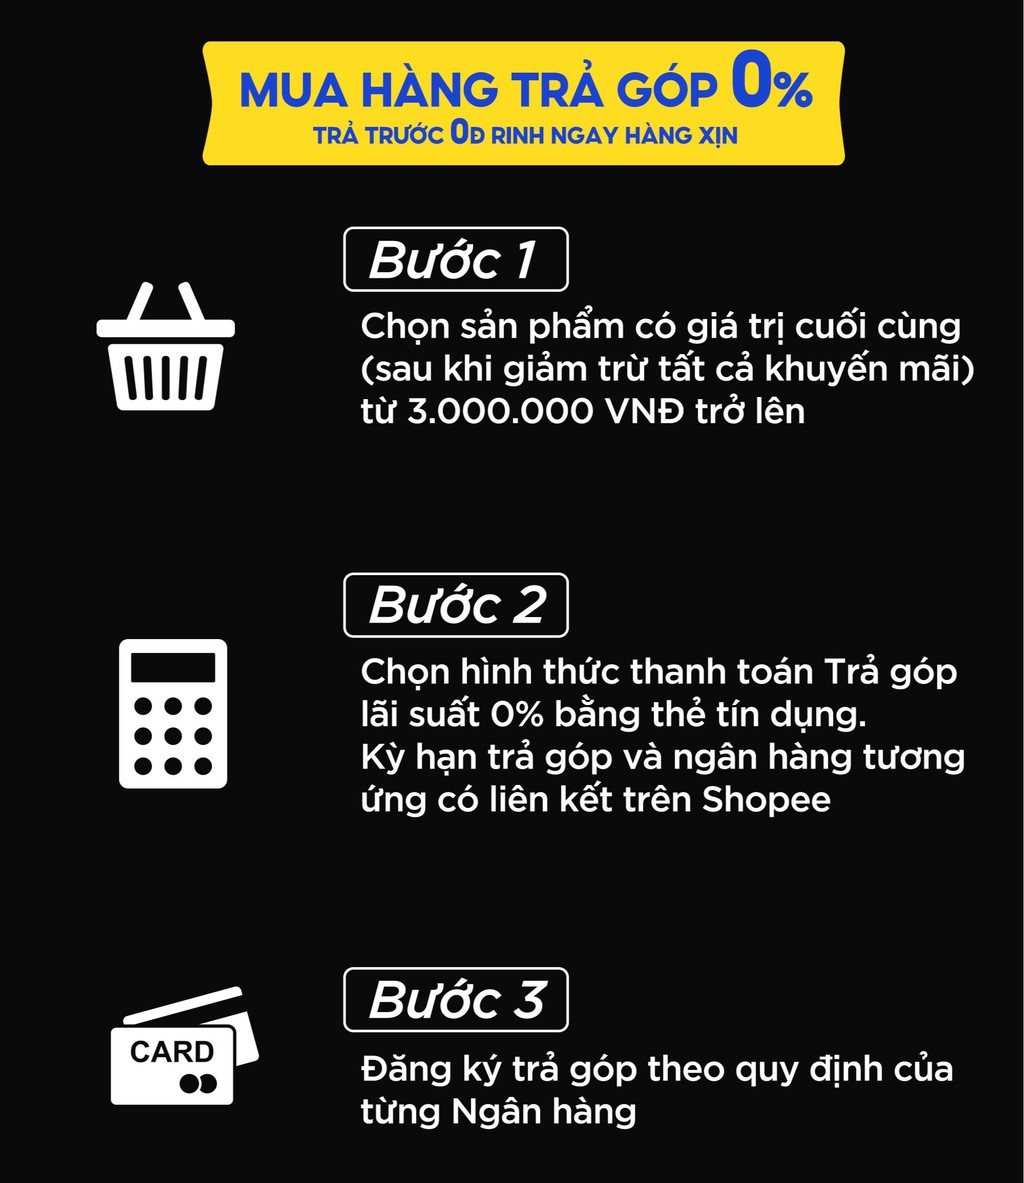 MUA HÀNG TRẢ GÓP 0%
TRẢ TRƯỚC 0Đ RINH NGAY HÀNG XỊN
Bước 1
Chọn sản phẩm có giá trị cuối cùng
(sau khi giảm trừ tất cả khuyến mãi)
từ 3.000.000 VNĐ trở lên
Bước 2
Chọn hình thức thanh toán Trả góp
lãi suất 0% bằng thẻ tín dụng.
Kỳ hạn trả góp và ngân hàng tương
ứng có liên kết trên Shopee
Bước 3
CARD
Đăng ký trả góp theo quy định của
từng Ngân hàng